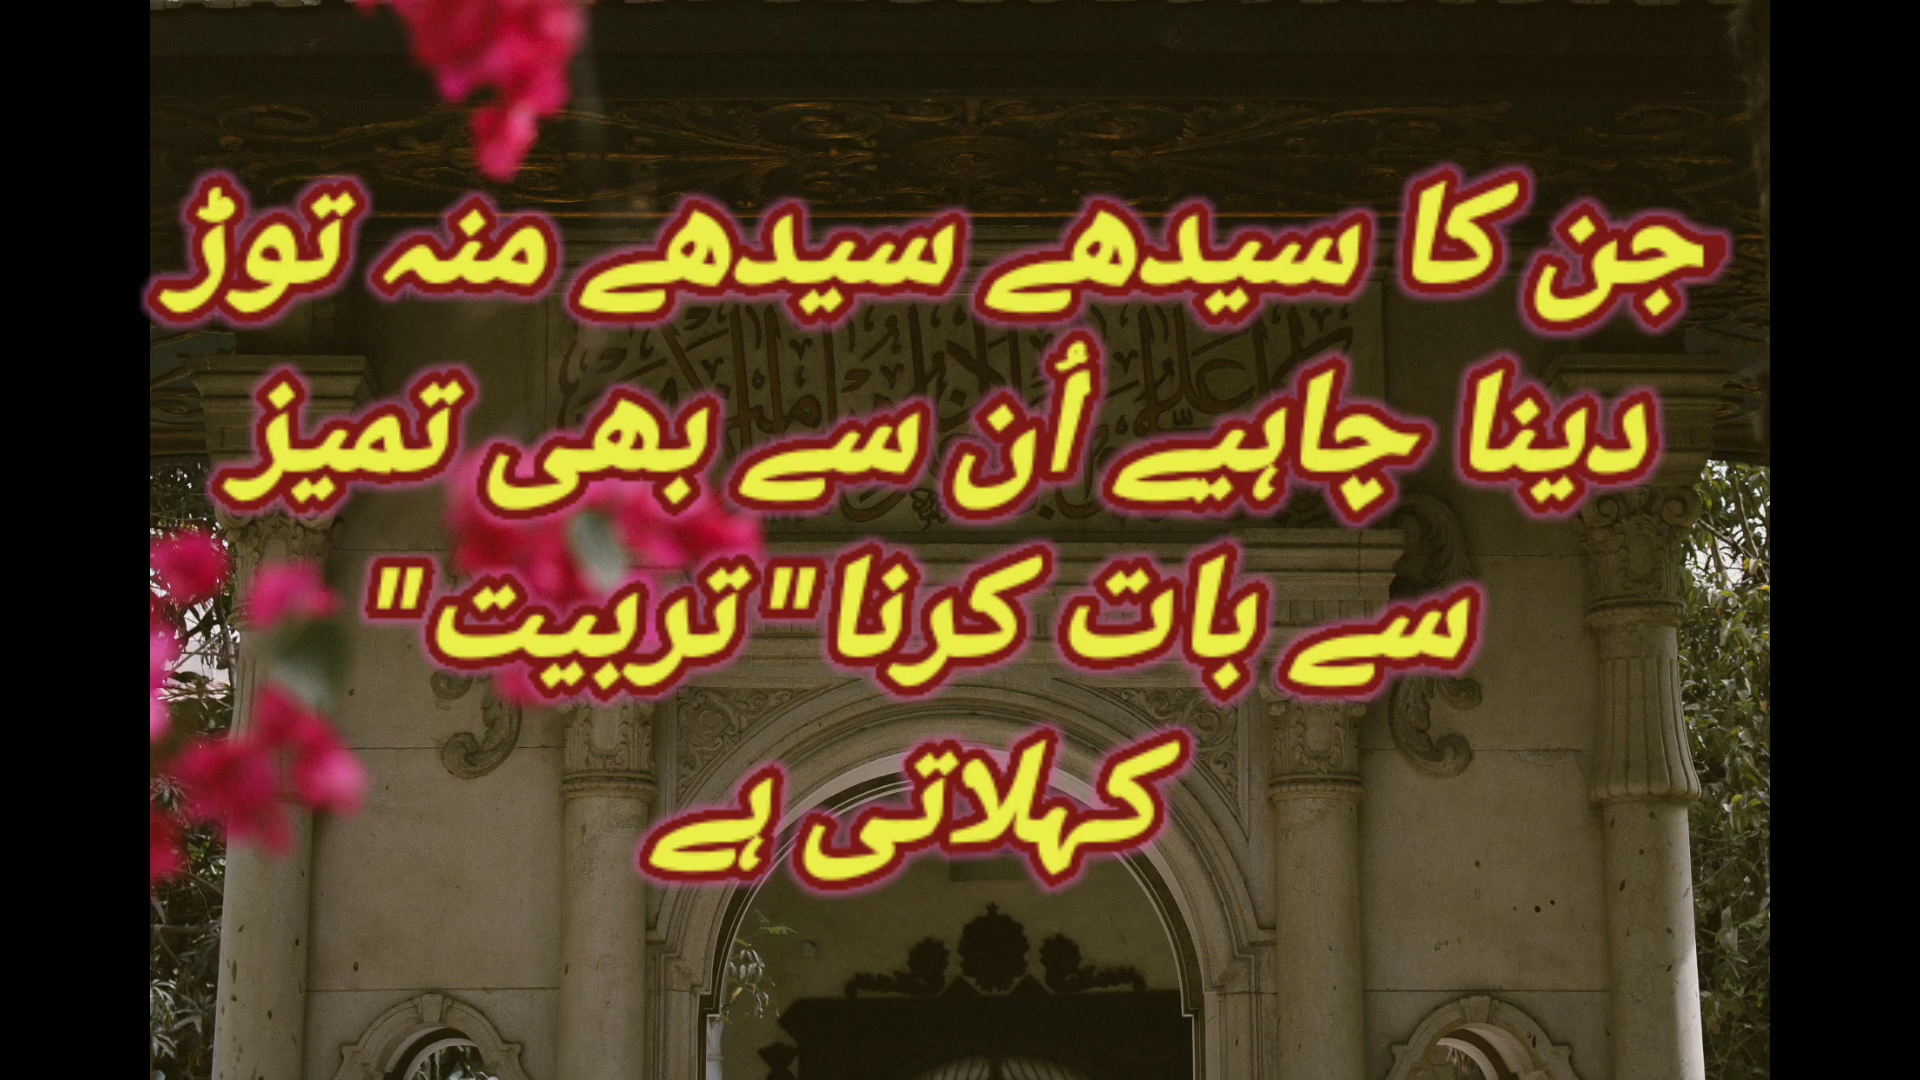 جن کا سیدھے سیدھے منہ توڑ
دینا چاہیے اُن سے بھی تمیز
سے بات کرنا"تربیت"
کہلاتی ہے